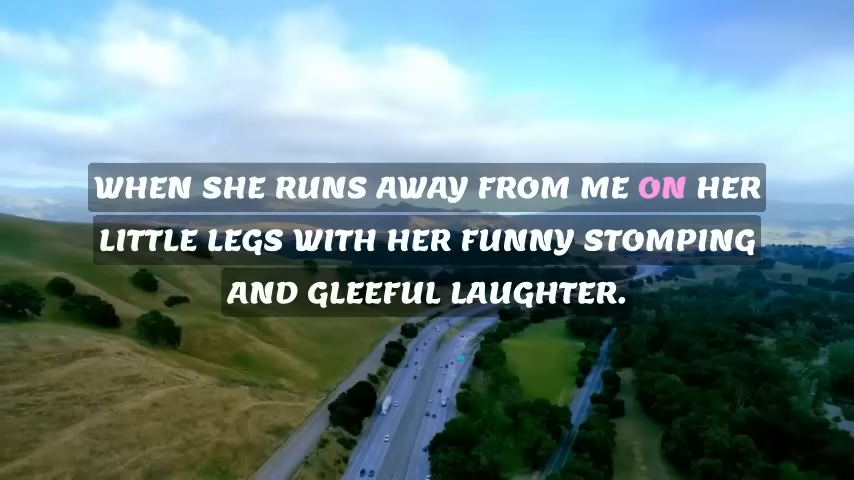 WHEN SHE RUNS AWAY FROM ME ON HER
LITTLE LEGS WITH HER FUNNY STOMPING
AND GLEEFUL LAUGHTER.